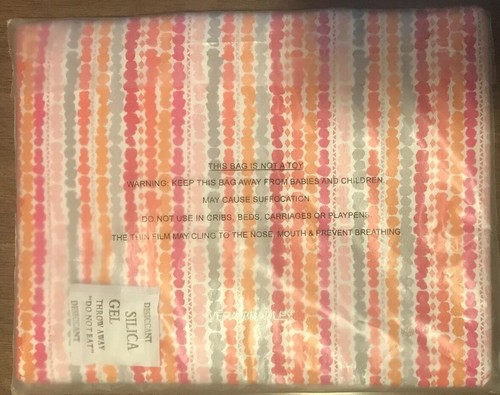 THIS BAG IS NOT A TOY
WARNING: KEEP THIS BAG AWAY FROM BABIES AND CHILDREN
MAY CAUSE SUFFOCATION
DO NOT USE IN CRIBS, BEDS, CARRIAGES OR PLAYPENS
THE THIN FILM MAY CLING TO THE NOSE, MOUTH & PREVENT BREATHING
VERA BRADLEY
DESICCANT
SILICA
GEL
THROW AWAY
"DO NOT EAT"
DESICCANT